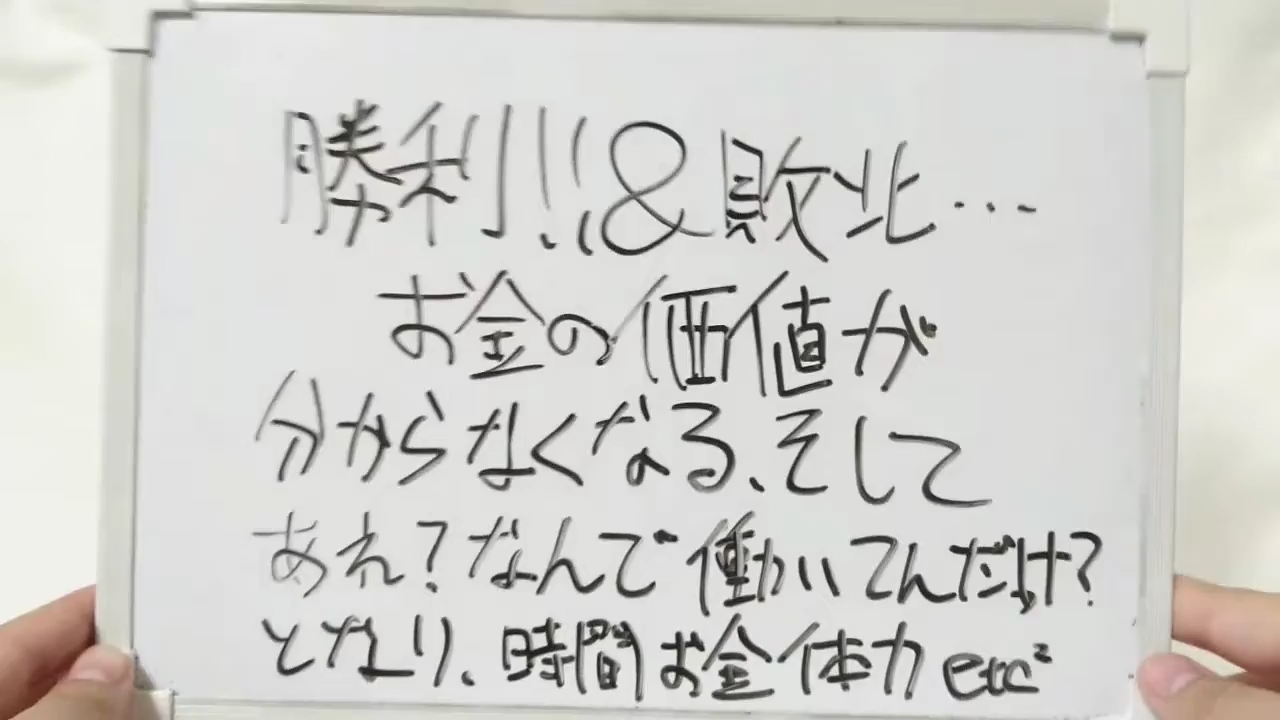 勝利!!&敗北…
お金の価値が
分からなくなる、そして
あれ?なんで働いてんだけ?
となり、時間お金体力etc²